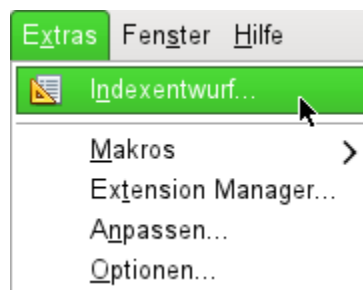 Extras Fenster Hilfe
Indexentwurf...
Makros
Extension Manager...
Anpassen...
Optionen...